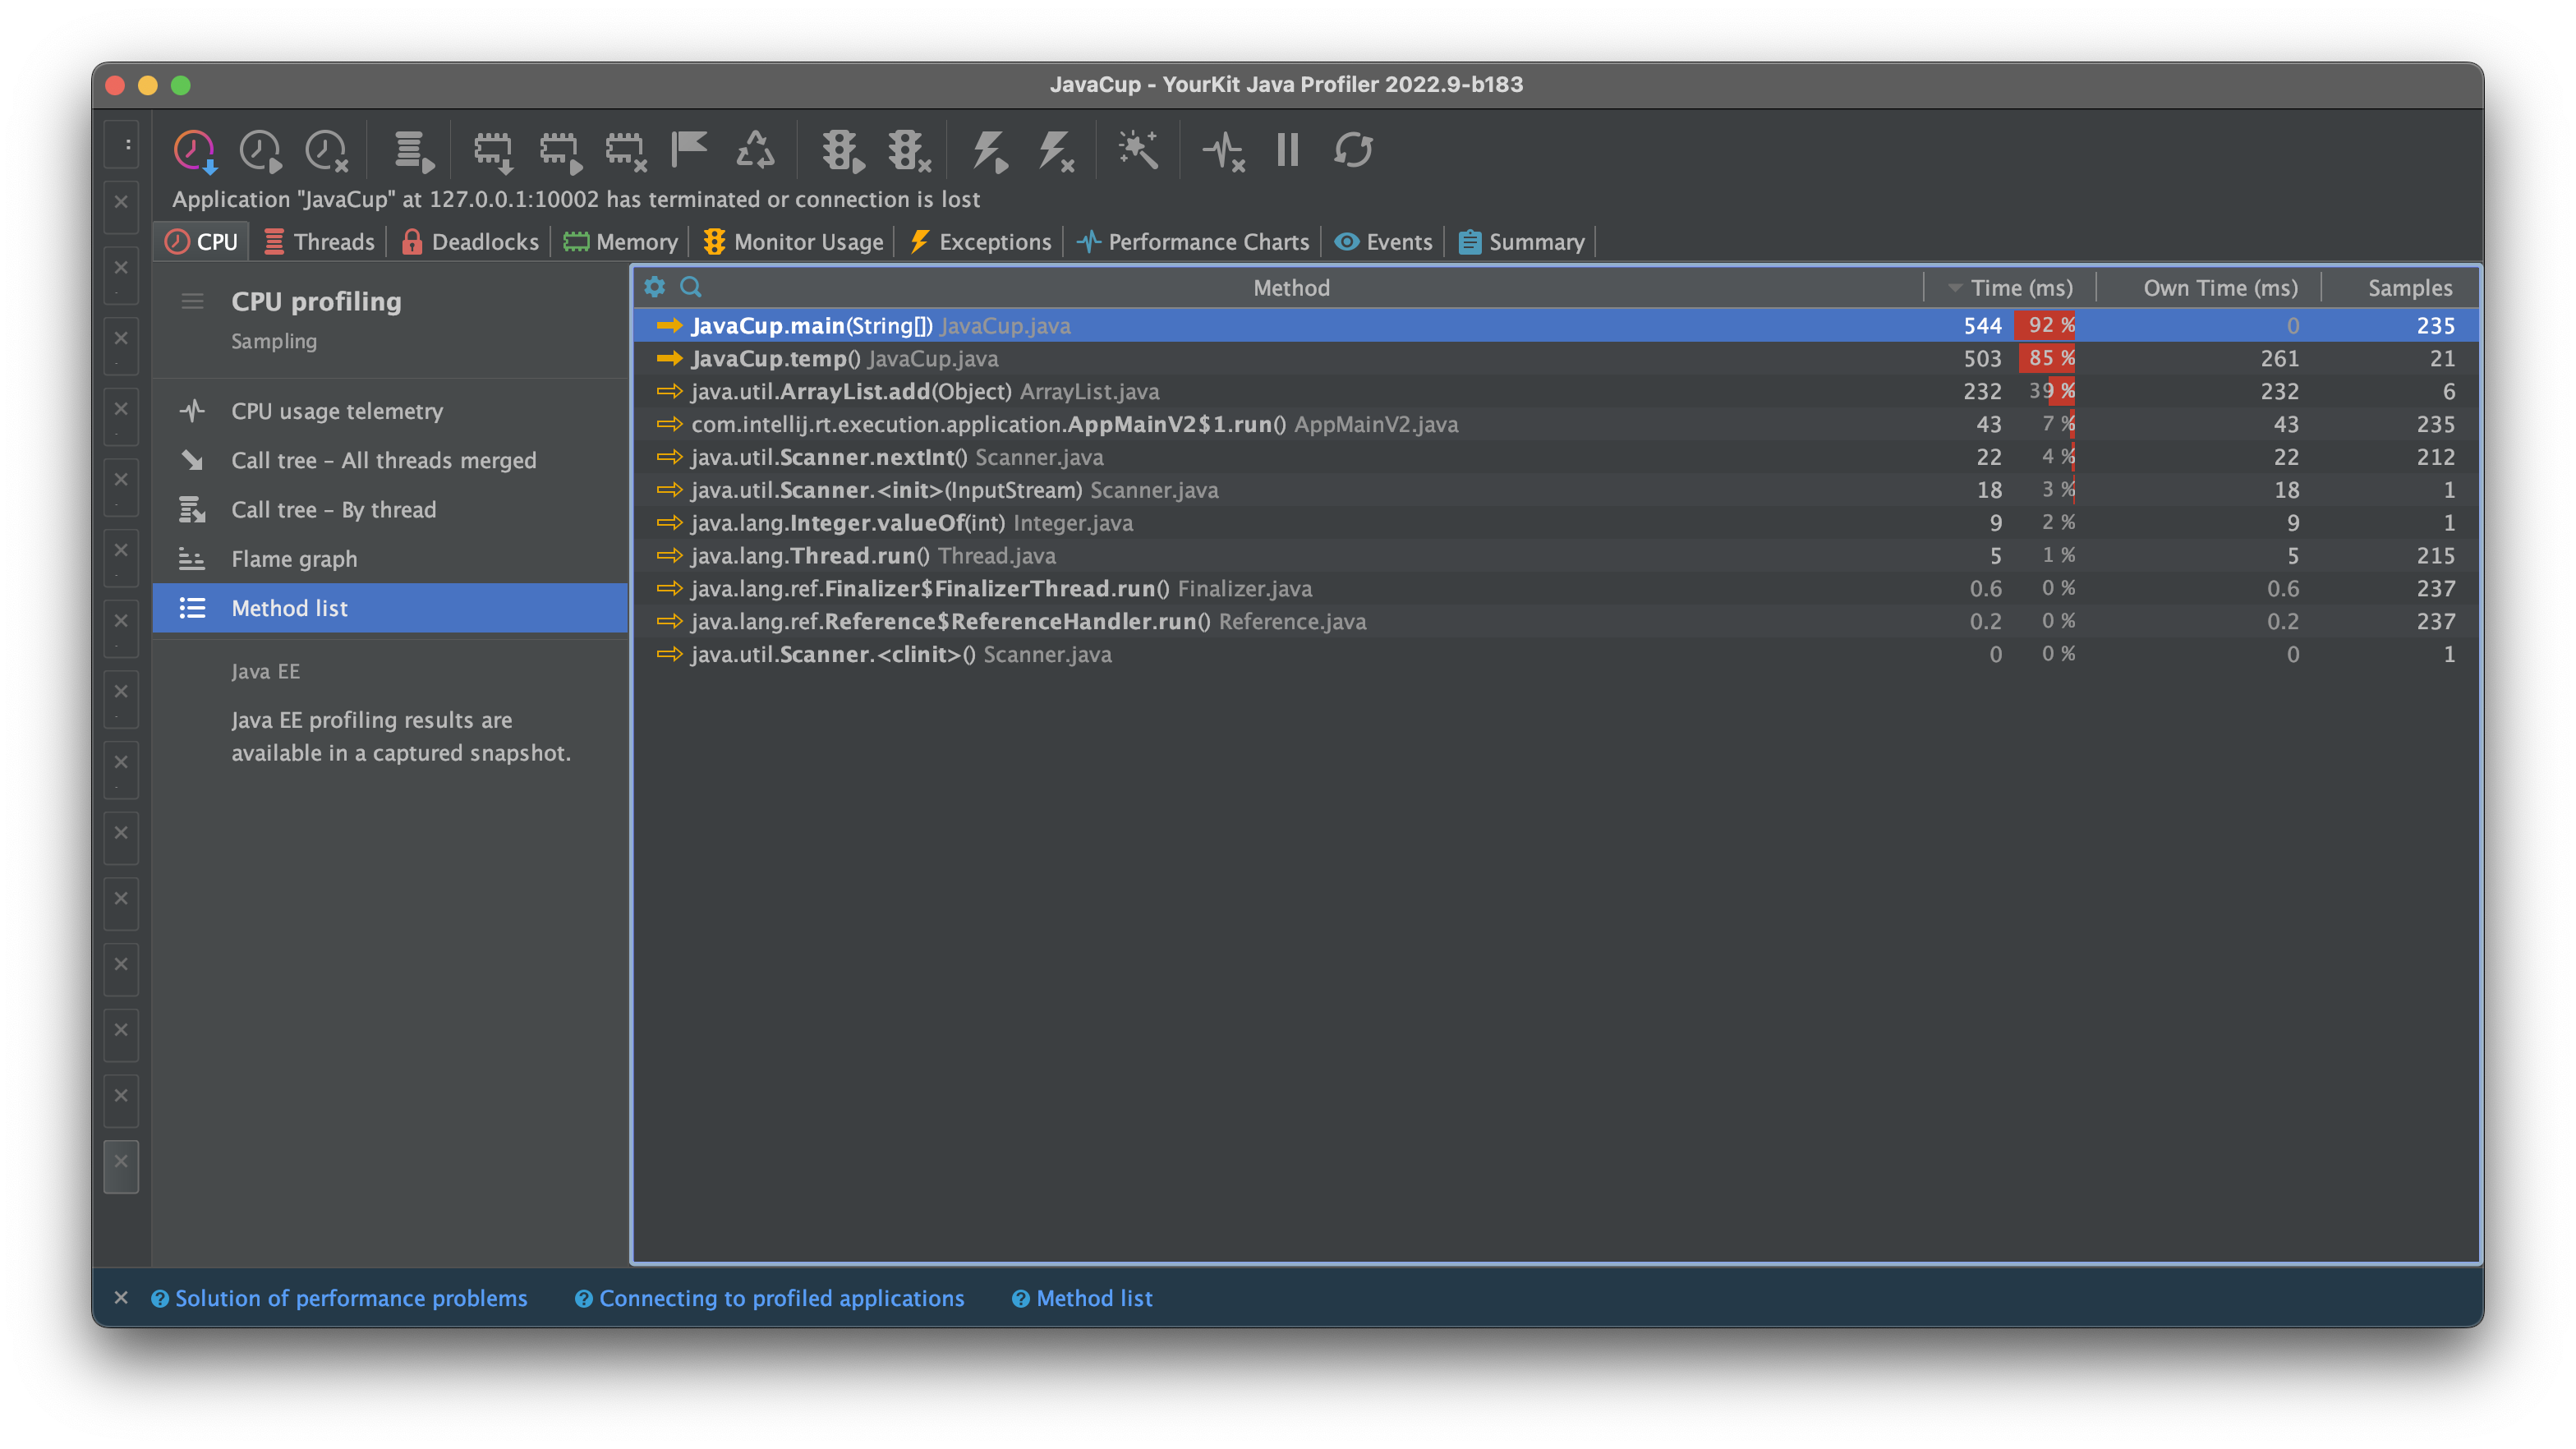 JavaCup - YourKit Java Profiler 2022.9-b183
Application "JavaCup" at 127.0.0.1:10002 has terminated or connection is lost
CPU Threads Deadlocks Memory Monitor Usage Exceptions Performance Charts Events Summary
CPU profiling
Sampling
CPU usage telemetry
Call tree – All threads merged
Call tree – By thread
Flame graph
Method list
Java EE
Java EE profiling results are
available in a captured snapshot.
Method Time (ms) Own Time (ms) Samples
JavaCup.main(String[]) JavaCup.java 544 92 % 0 235
JavaCup.temp() JavaCup.java 503 85 % 261 21
java.util.ArrayList.add(Object) ArrayList.java 232 39 % 232 6
com.intellij.rt.execution.application.AppMainV2$1.run() AppMainV2.java 43 7 % 43 235
java.util.Scanner.nextInt() Scanner.java 22 4 % 22 212
java.util.Scanner.<init>(InputStream) Scanner.java 18 3 % 18 1
java.lang.Integer.valueOf(int) Integer.java 9 2 % 9 1
java.lang.Thread.run() Thread.java 5 1 % 5 215
java.lang.ref.Finalizer$FinalizerThread.run() Finalizer.java 0.6 0 % 0.6 237
java.lang.ref.Reference$ReferenceHandler.run() Reference.java 0.2 0 % 0.2 237
java.util.Scanner.<clinit>() Scanner.java 0 0 % 0 1
Solution of performance problems Connecting to profiled applications Method list